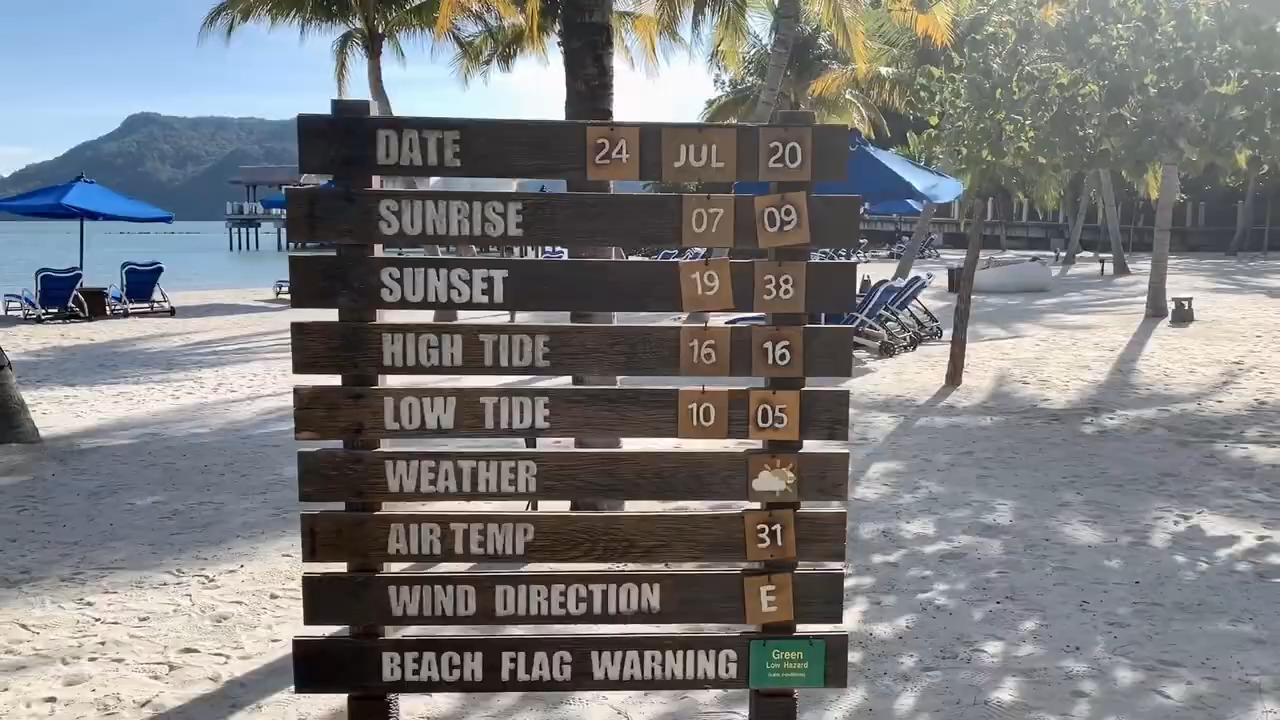 DATE 24 JUL 20
SUNRISE 07 09
SUNSET 19 38
HIGH TIDE 16 16
LOW TIDE 10 05
WEATHER
AIR TEMP 31
WIND DIRECTION E
BEACH FLAG WARNING Green
Low Hazard